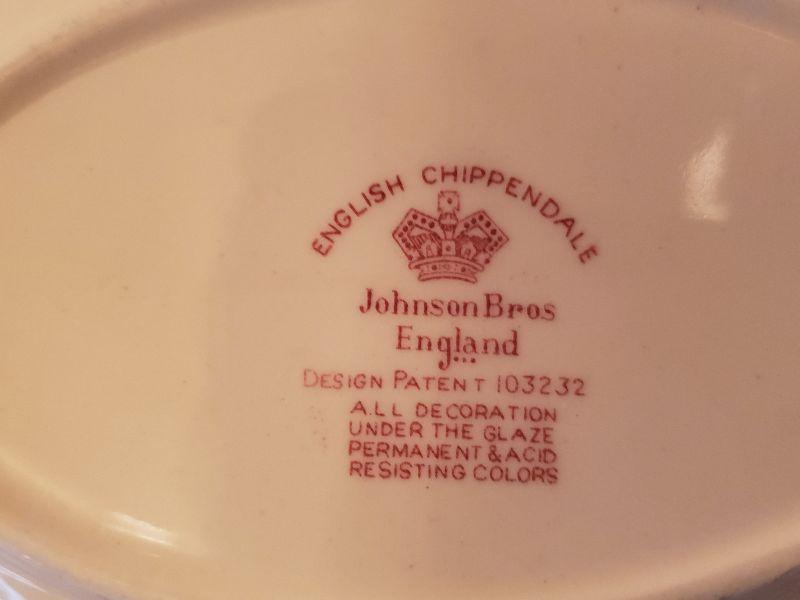 ENGLISH CHIPPENDALE
Johnson Bros
England
DESIGN PATENT 103232
ALL DECORATION
UNDER THE GLAZE
PERMANENT & ACID
RESISTING COLORS